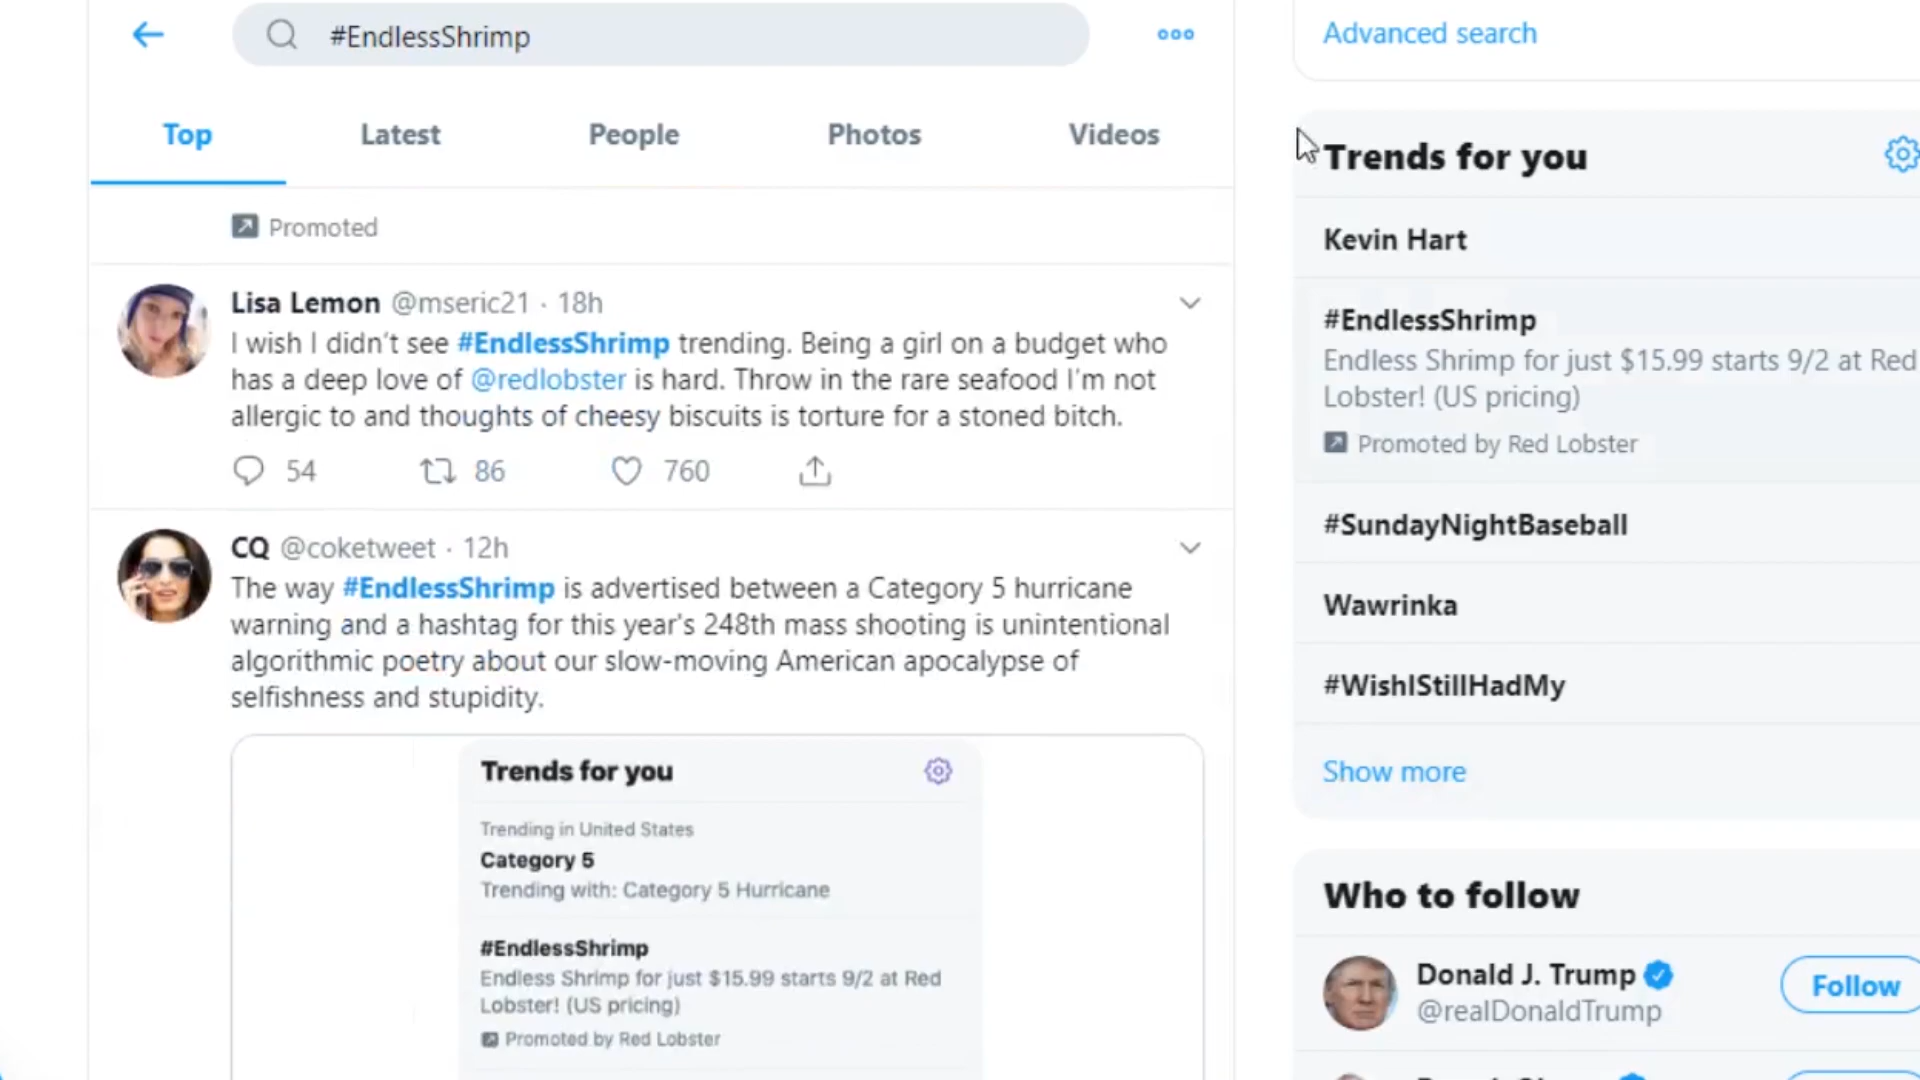 #EndlessShrimp
Top
Latest
People
Photos
Videos
Promoted
Lisa Lemon @mseric21 · 18h
I wish I didn't see #EndlessShrimp trending. Being a girl on a budget who
has a deep love of @redlobster is hard. Throw in the rare seafood I'm not
allergic to and thoughts of cheesy biscuits is torture for a stoned bitch.
54
86
760
CQ @coketweet · 12h
The way #EndlessShrimp is advertised between a Category 5 hurricane
warning and a hashtag for this year's 248th mass shooting is unintentional
algorithmic poetry about our slow-moving American apocalypse of
selfishness and stupidity.
Trends for you
Trending in United States
Category 5
Trending with: Category 5 Hurricane
#EndlessShrimp
Endless Shrimp for just $15.99 starts 9/2 at Red
Lobster! (US pricing)
Promoted by Red Lobster
Advanced search
Trends for you
Kevin Hart
#EndlessShrimp
Endless Shrimp for just $15.99 starts 9/2 at Red
Lobster! (US pricing)
Promoted by Red Lobster
#SundayNightBaseball
Wawrinka
#WishIStillHadMy
Show more
Who to follow
Donald J. Trump
@realDonaldTrump
Follow